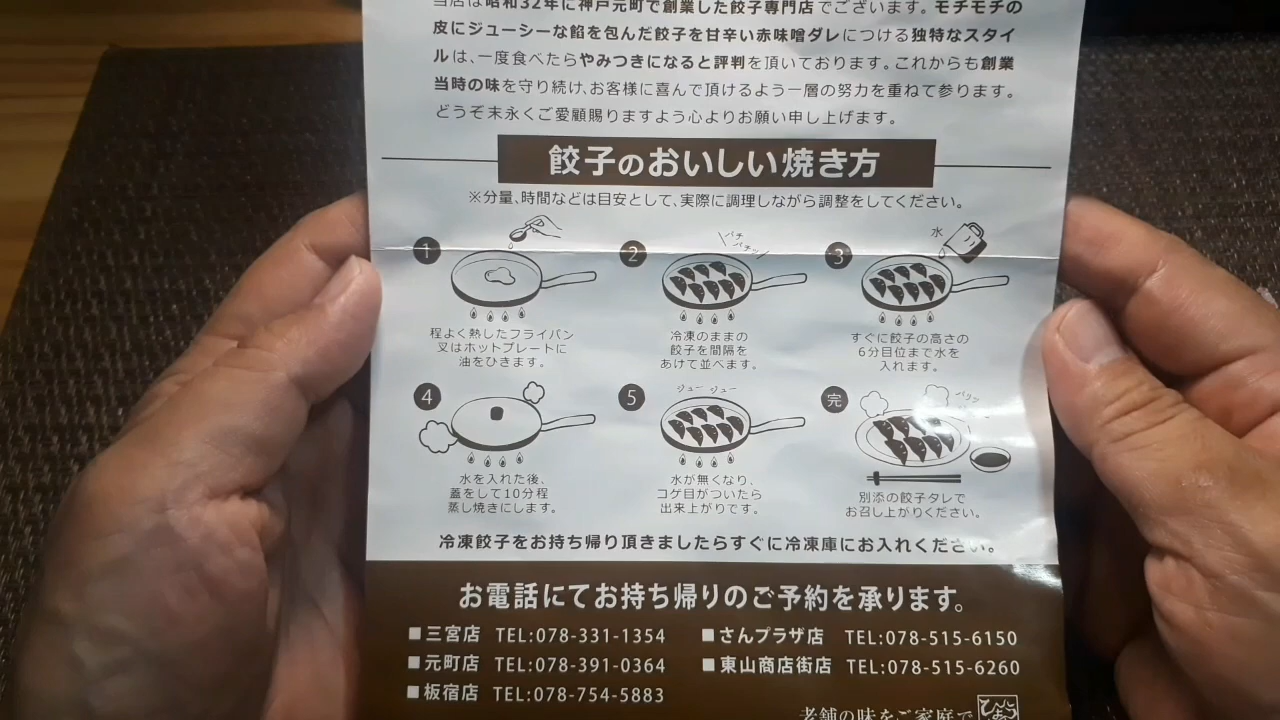 当店は昭和32年に神戸元町で創業した餃子専門店でございます。モチモチの
皮にジューシーな餡を包んだ餃子を甘辛い赤味噌ダレにつける独特なスタイ
ルは、一度食べたらやみつきになると評判を頂いております。これからも創業
当時の味を守り続け、お客様に喜んで頂けるよう一層の努力を重ねて参ります。
どうぞ末永くご愛顧賜りますよう心よりお願い申し上げます。
餃子のおいしい焼き方
※分量、時間などは目安として、実際に調理しながら調整をしてください。
1
程よく熱したフライパン
又はホットプレートに
油をひきます。
2
パチ
パチッ
冷凍のままの
餃子を間隔を
あけて並べます。
3
水
すぐに餃子の高さの
6分目位まで水を
入れます。
4
水を入れた後、
蓋をして10分程
蒸し焼きにします。
5
ジュー ジュー
水が無くなり、
コゲ目がついたら
出来上がりです。
完
パリッ
別添の餃子タレで
お召し上がりください。
冷凍餃子をお持ち帰り頂きましたらすぐに冷凍庫にお入れください。
お電話にてお持ち帰りのご予約を承ります。
■三宮店 TEL:078-331-1354
■さんプラザ店 TEL:078-515-6150
■元町店 TEL:078-391-0364
■東山商店街店 TEL:078-515-6260
■板宿店 TEL:078-754-5883
老舗の味をご家庭で